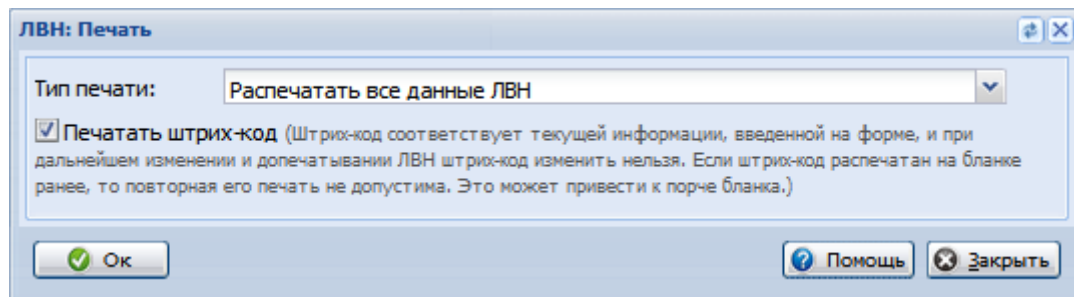 ЛВН: Печать
Тип печати: Распечатать все данные ЛВН
Печатать штрих-код (Штрих-код соответствует текущей информации, введенной на форме, и при
дальнейшем изменении и допечатывании ЛВН штрих-код изменить нельзя. Если штрих-код распечатан на бланке
ранее, то повторная его печать не допустима. Это может привести к порче бланка.)
Ок Помощь Закрыть